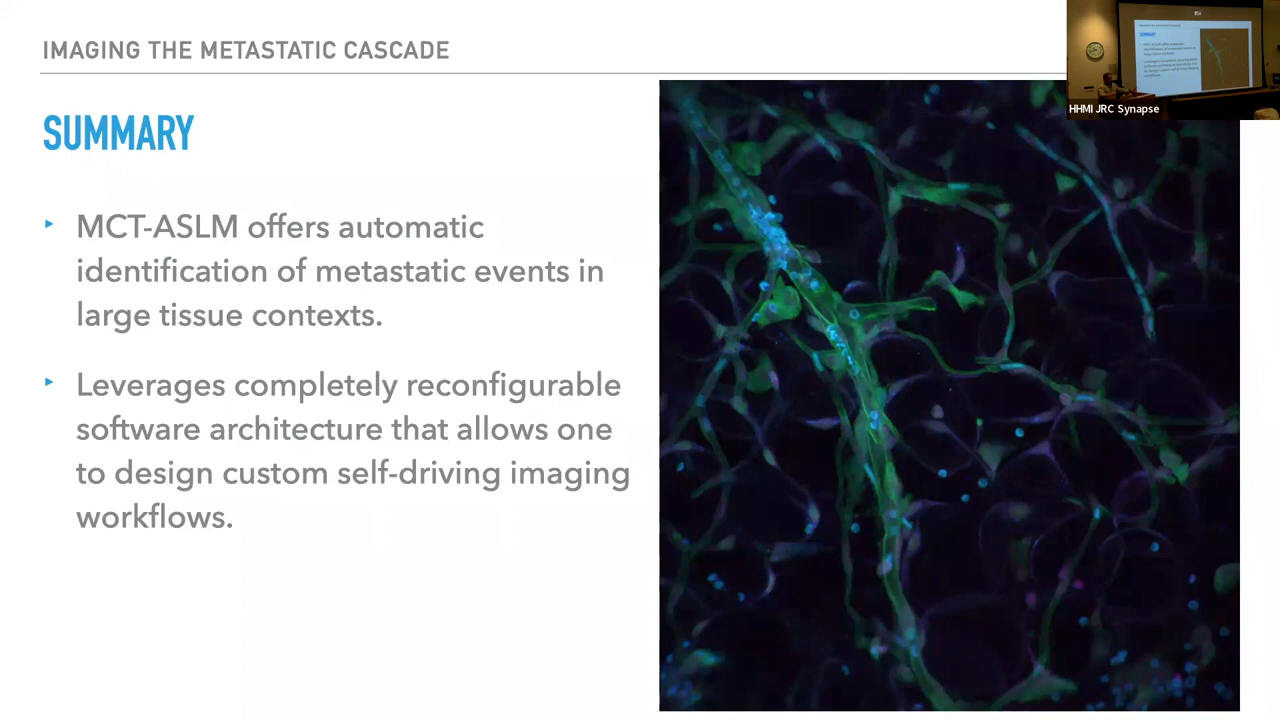 IMAGING THE METASTATIC CASCADE
SUMMARY
MCT-ASLM offers automatic
identification of metastatic events in
large tissue contexts.
Leverages completely reconfigurable
software architecture that allows one
to design custom self-driving imaging
workflows.
HHMI JRC Synapse